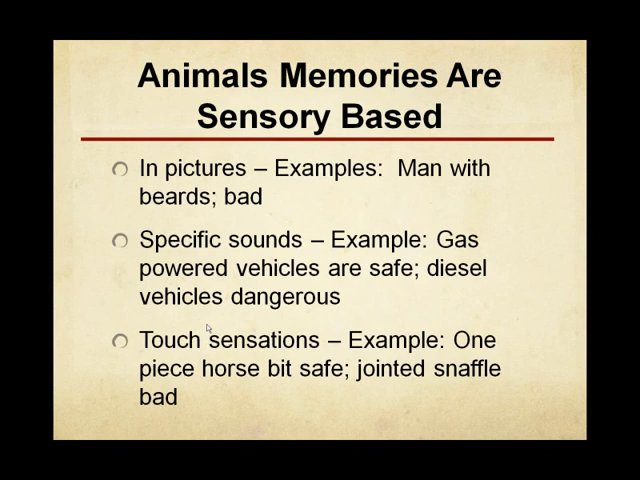 Animals Memories Are
Sensory Based
In pictures – Examples:  Man with
beards; bad
Specific sounds – Example: Gas
powered vehicles are safe; diesel
vehicles dangerous
Touch sensations – Example: One
piece horse bit safe; jointed snaffle
bad